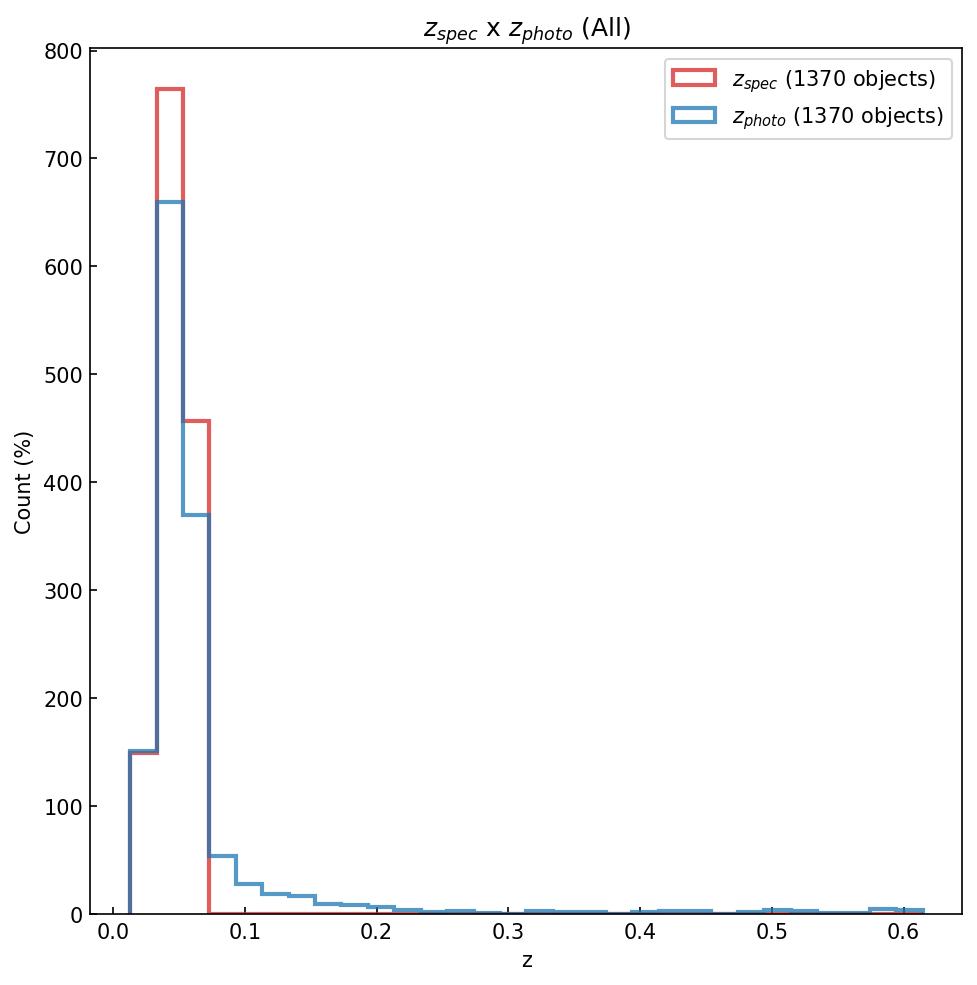 z_spec x z_photo (All)
z_spec (1370 objects)
z_photo (1370 objects)
Count (%)
800
700
600
500
400
300
200
100
0
0.0 0.1 0.2 0.3 0.4 0.5 0.6
z